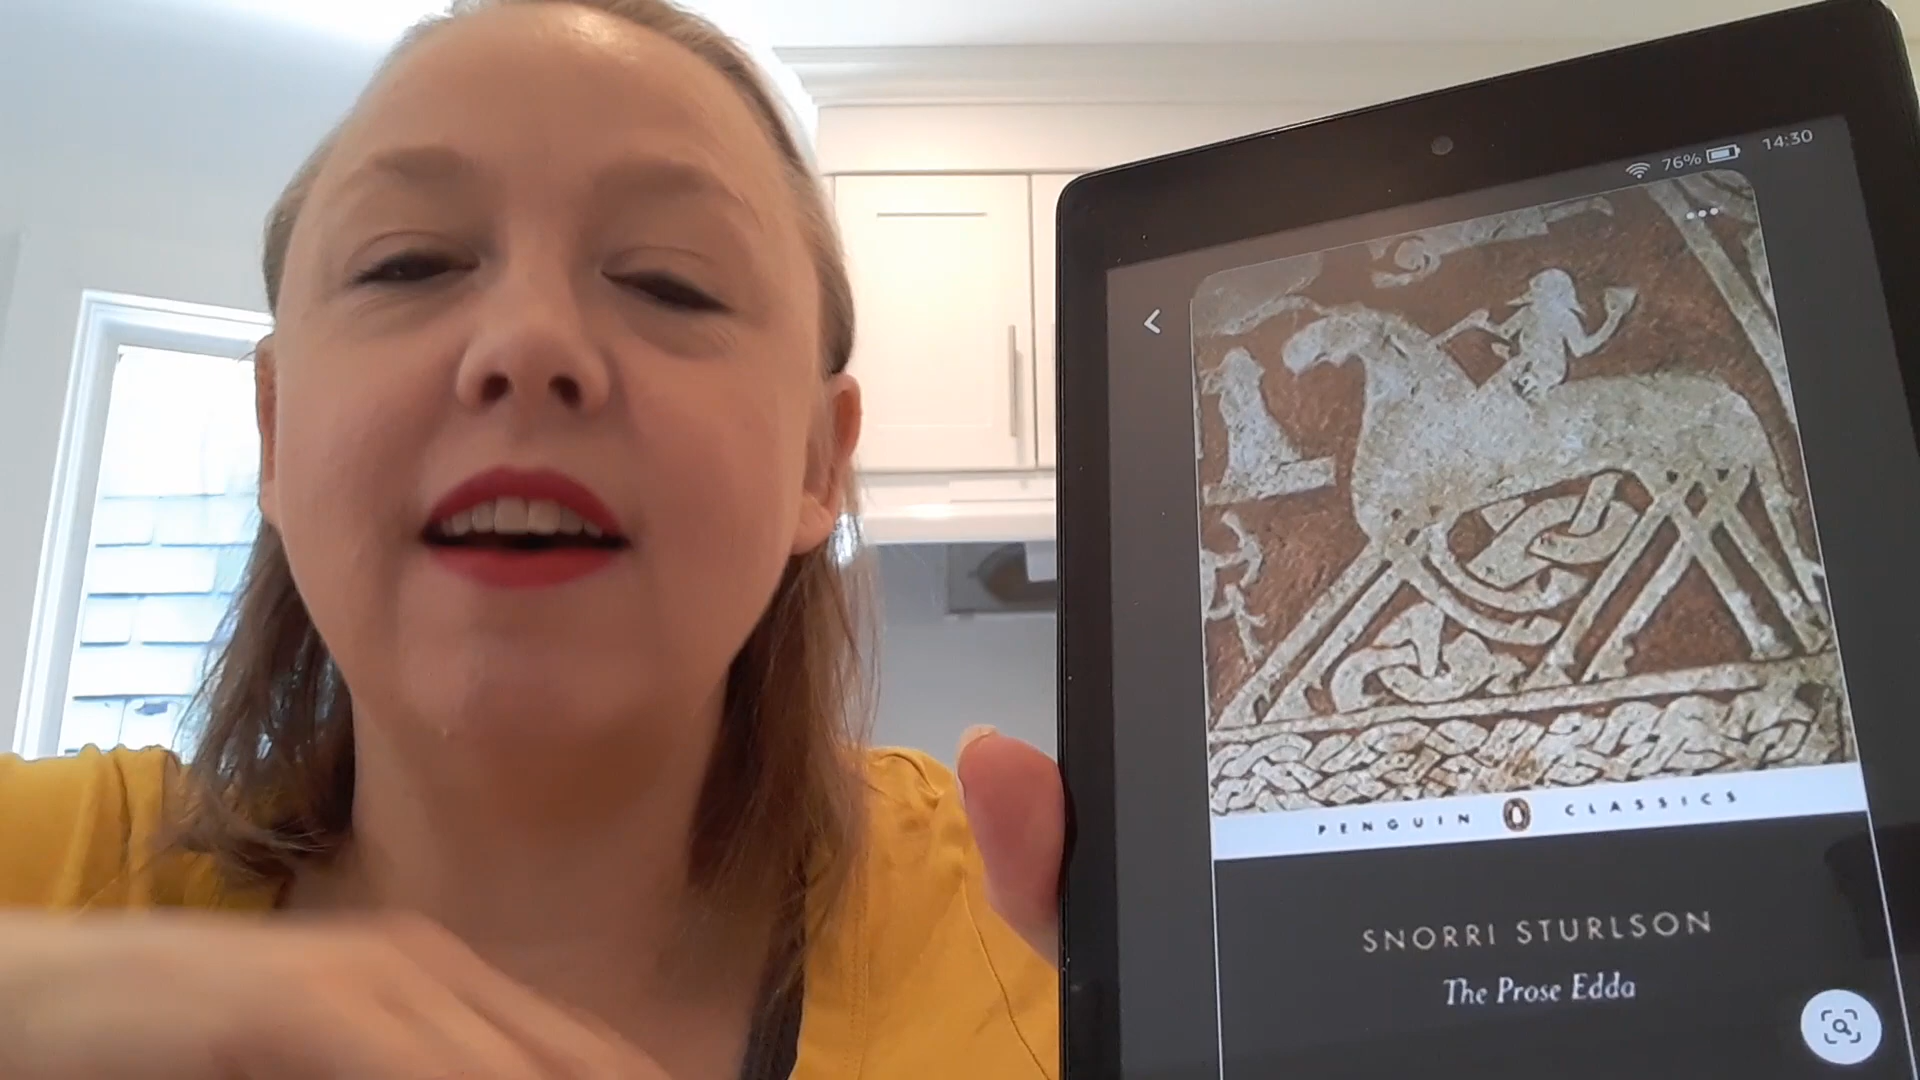 76% 14:30
PENGUIN CLASSICS
SNORRI STURLSON
The Prose Edda